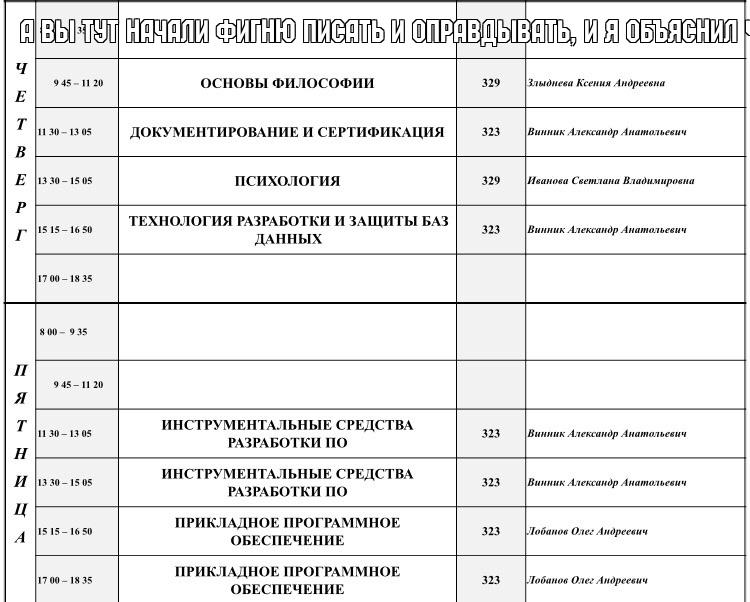 А ВЫ ТУТ НАЧАЛИ ФИГНЮ ПИСАТЬ И ОПРАВДЫВАТЬ, И Я ОБЪЯСНИЛ
ЧЕТВЕРГ
9 45 – 11 20 ОСНОВЫ ФИЛОСОФИИ 329 Злыднева Ксения Андреевна
11 30 – 13 05 ДОКУМЕНТИРОВАНИЕ И СЕРТИФИКАЦИЯ 323 Винник Александр Анатольевич
13 30 – 15 05 ПСИХОЛОГИЯ 329 Иванова Светлана Владимировна
15 15 – 16 50 ТЕХНОЛОГИЯ РАЗРАБОТКИ И ЗАЩИТЫ БАЗ
ДАННЫХ 323 Винник Александр Анатольевич
17 00 – 18 35
ПЯТНИЦА
8 00 – 9 35
9 45 – 11 20
11 30 – 13 05 ИНСТРУМЕНТАЛЬНЫЕ СРЕДСТВА
РАЗРАБОТКИ ПО 323 Винник Александр Анатольевич
13 30 – 15 05 ИНСТРУМЕНТАЛЬНЫЕ СРЕДСТВА
РАЗРАБОТКИ ПО 323 Винник Александр Анатольевич
15 15 – 16 50 ПРИКЛАДНОЕ ПРОГРАММНОЕ
ОБЕСПЕЧЕНИЕ 323 Лобанов Олег Андреевич
17 00 – 18 35 ПРИКЛАДНОЕ ПРОГРАММНОЕ
ОБЕСПЕЧЕНИЕ 323 Лобанов Олег Андреевич